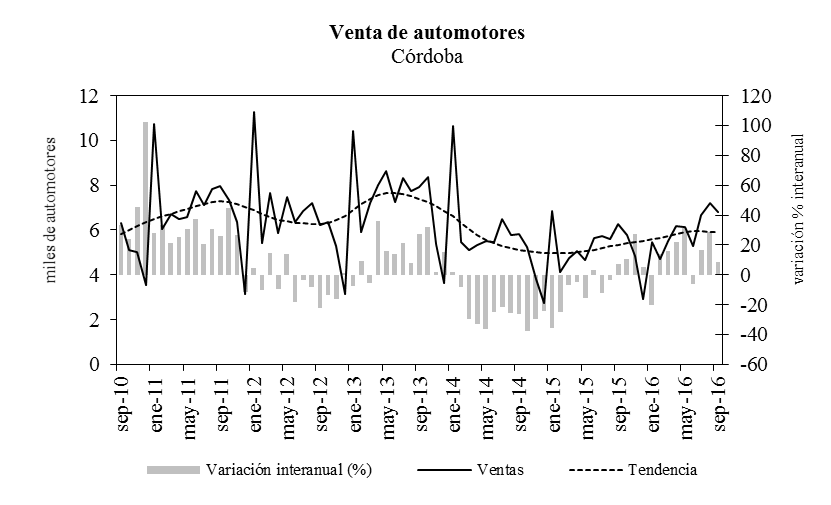 Venta de automotores
Córdoba
miles de automotores
12
10
8
6
4
2
0
120
100
80
60
40
20
0
-20
-40
-60
variación % interanual
sep-10
ene-11
may-11
sep-11
ene-12
may-12
sep-12
ene-13
may-13
sep-13
ene-14
may-14
sep-14
ene-15
may-15
sep-15
ene-16
may-16
sep-16
Variación interanual (%)
Ventas
Tendencia